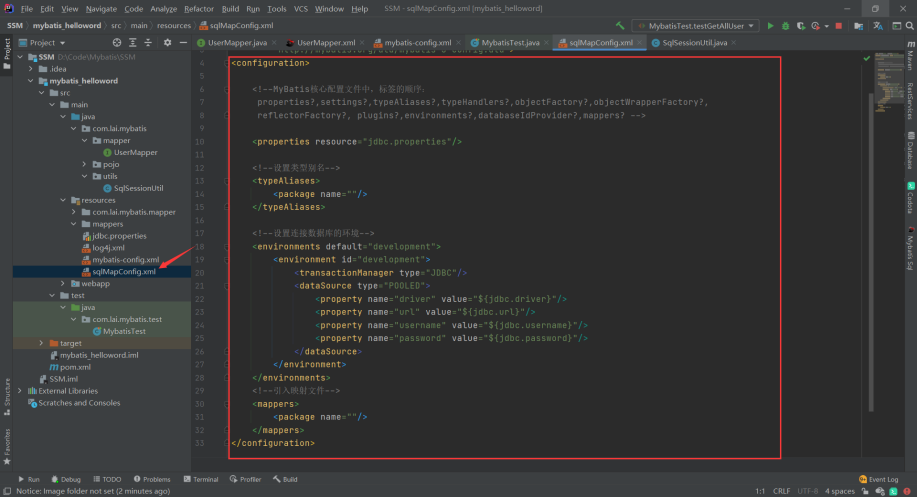 File Edit View Navigate Code Analyze Refactor Build Run Tools VCS Window Help SSM - sqlMapConfig.xml [mybatis_helloword]
SSM mybatis_helloword src main resources sqlMapConfig.xml
MybatisTest.testGetAllUser
Project
UserMapper.java
UserMapper.xml
mybatis-config.xml
MybatisTest.java
sqlMapConfig.xml
SqlSessionUtil.java
SSM D:\Code\Mybatis\SSM
.idea
mybatis_helloword
src
main
java
com.lai.mybatis
mapper
UserMapper
pojo
utils
SqlSessionUtil
resources
com.lai.mybatis.mapper
mappers
jdbc.properties
log4j.xml
mybatis-config.xml
sqlMapConfig.xml
webapp
test
java
com.lai.mybatis.test
MybatisTest
target
mybatis_helloword.iml
pom.xml
SSM.iml
External Libraries
Scratches and Consoles
4 <configuration>
5
6 <!--MyBatis核心配置文件中，标签的顺序：
7 properties?,settings?,typeAliases?,typeHandlers?,objectFactory?,objectWrapperFactory?,
8 reflectorFactory?, plugins?,environments?,databaseIdProvider?,mappers? -->
9
10 <properties resource="jdbc.properties"/>
11
12 <!--设置类型别名-->
13 <typeAliases>
14 <package name=""/>
15 </typeAliases>
16
17 <!--设置连接数据库的环境-->
18 <environments default="development">
19 <environment id="development">
20 <transactionManager type="JDBC"/>
21 <dataSource type="POOLED">
22 <property name="driver" value="${jdbc.driver}"/>
23 <property name="url" value="${jdbc.url}"/>
24 <property name="username" value="${jdbc.username}"/>
25 <property name="password" value="${jdbc.password}"/>
26 </dataSource>
27 </environment>
28 </environments>
29 <!--引入映射文件-->
30 <mappers>
31 <package name=""/>
32 </mappers>
33 </configuration>
Project
Structure
Favorites
Maven
RestServices
Database
Codota
Mybatis Sql
Run Debug TODO Problems Terminal Profiler Build Event Log
Notice: Image folder not set (2 minutes ago) 1:1 CRLF UTF-8 4 spaces